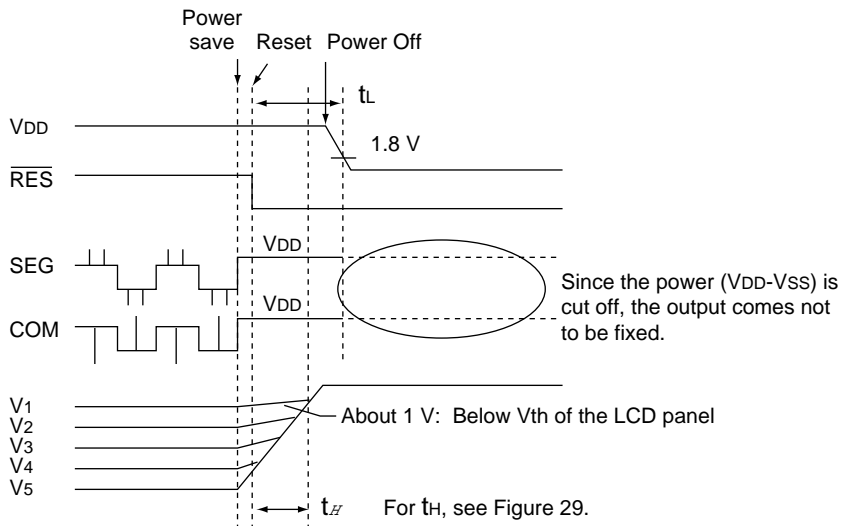 Power
save
Reset
Power Off
tL
VDD
1.8 V
RES
VDD
SEG
Since the power (VDD-VSS) is
cut off, the output comes not
to be fixed.
VDD
COM
V1
About 1 V: Below Vth of the LCD panel
V2
V3
V4
V5
tH
For tH, see Figure 29.